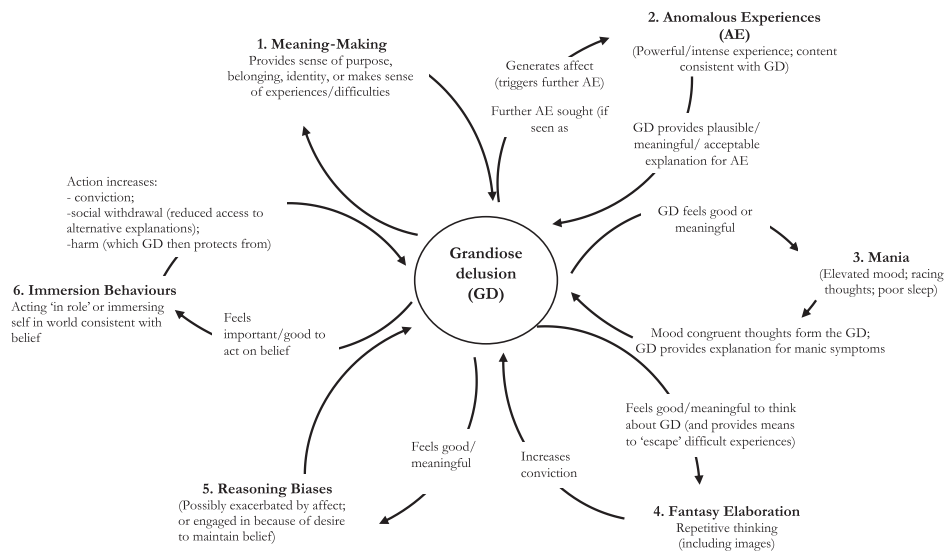 1. Meaning-Making
Provides sense of purpose,
belonging, identity, or makes sense
of experiences/difficulties
2. Anomalous Experiences
(AE)
(Powerful/intense experience; content
consistent with GD)
Generates affect
(triggers further AE)
Further AE sought (if
seen as
GD provides plausible/
meaningful/ acceptable
explanation for AE
Action increases:
- conviction;
-social withdrawal (reduced access to
alternative explanations);
-harm (which GD then protects from)
GD feels good or
meaningful
Grandiose
delusion
(GD)
3. Mania
(Elevated mood; racing
thoughts; poor sleep)
6. Immersion Behaviours
Acting ‘in role’ or immersing
self in world consistent with
belief
Feels
important/good to
act on belief
Mood congruent thoughts form the GD;
GD provides explanation for manic symptoms
Feels good/meaningful to think
about GD (and provides means
to ‘escape’ difficult experiences)
Feels good/
meaningful
Increases
conviction
5. Reasoning Biases
(Possibly exacerbated by affect;
or engaged in because of desire
to maintain belief)
4. Fantasy Elaboration
Repetitive thinking
(including images)